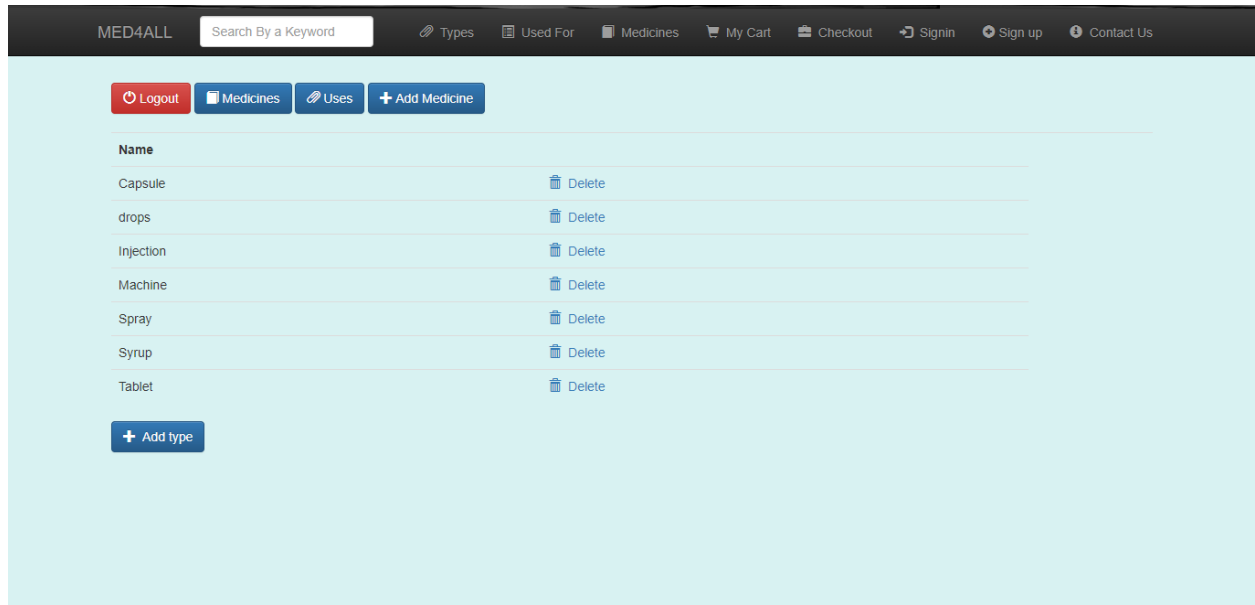 MED4ALL Search By a Keyword Types Used For Medicines My Cart Checkout Signin Sign up Contact Us
Logout Medicines Uses Add Medicine
Name
Capsule Delete
drops Delete
Injection Delete
Machine Delete
Spray Delete
Syrup Delete
Tablet Delete
Add type